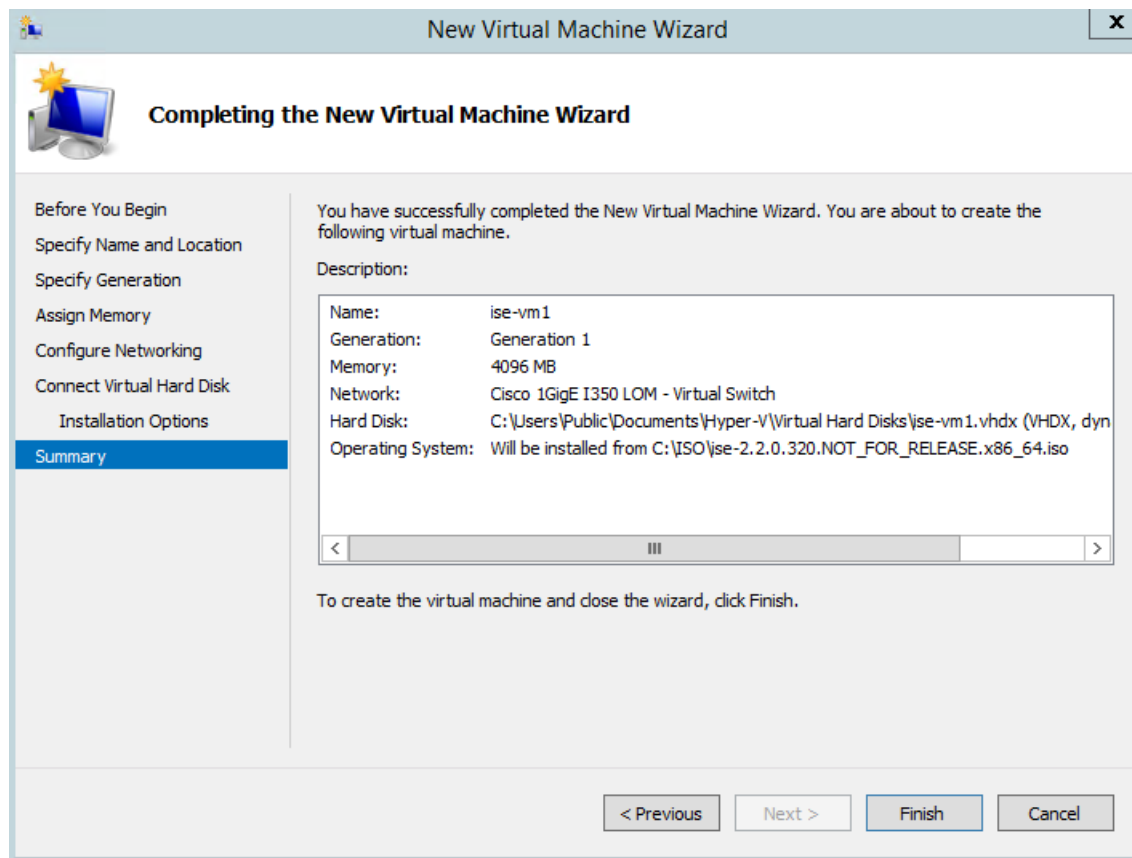 New Virtual Machine Wizard
X
Completing the New Virtual Machine Wizard
Before You Begin
Specify Name and Location
Specify Generation
Assign Memory
Configure Networking
Connect Virtual Hard Disk
Installation Options
Summary
You have successfully completed the New Virtual Machine Wizard. You are about to create the
following virtual machine.
Description:
Name: ise-vm1
Generation: Generation 1
Memory: 4096 MB
Network: Cisco 1GigE I350 LOM - Virtual Switch
Hard Disk: C:\Users\Public\Documents\Hyper-V\Virtual Hard Disks\ise-vm1.vhdx (VHDX, dyn
Operating System: Will be installed from C:\ISO\ise-2.2.0.320.NOT_FOR_RELEASE.x86_64.iso
To create the virtual machine and close the wizard, click Finish.
< Previous
Next >
Finish
Cancel